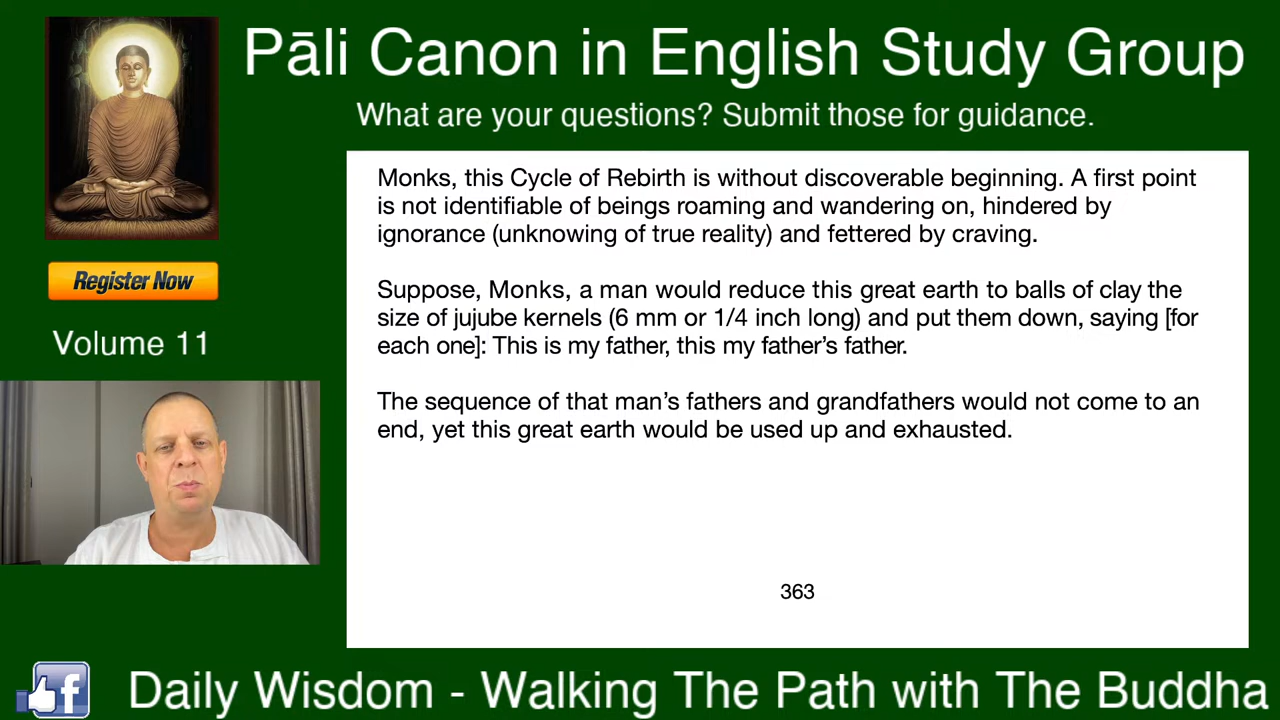 Pāli Canon in English Study Group
What are your questions? Submit those for guidance.
Register Now
Volume 11
Monks, this Cycle of Rebirth is without discoverable beginning. A first point
is not identifiable of beings roaming and wandering on, hindered by
ignorance (unknowing of true reality) and fettered by craving.
Suppose, Monks, a man would reduce this great earth to balls of clay the
size of jujube kernels (6 mm or 1/4 inch long) and put them down, saying [for
each one]: This is my father, this my father’s father.
The sequence of that man’s fathers and grandfathers would not come to an
end, yet this great earth would be used up and exhausted.
363
f
Daily Wisdom - Walking The Path with The Buddha